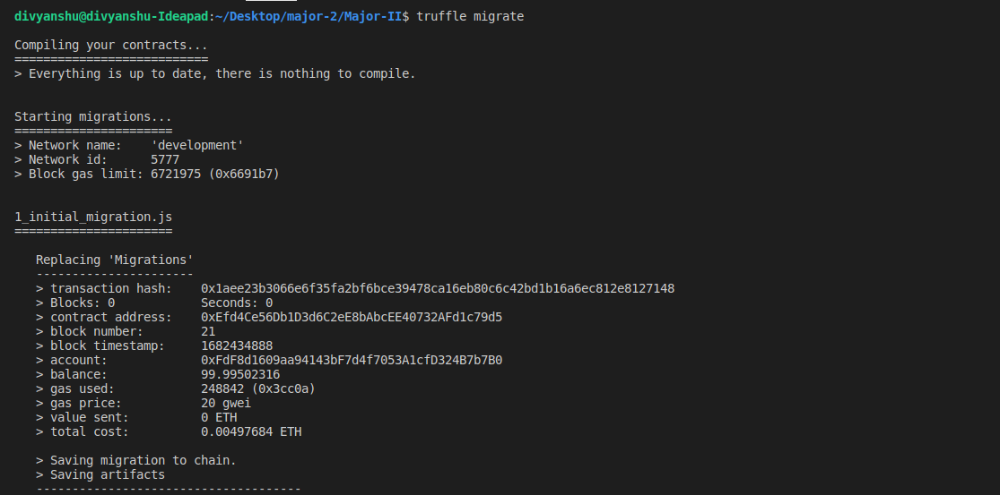 divyanshu@divyanshu-Ideapad:~/Desktop/major-2/Major-II$ truffle migrate
Compiling your contracts...
===========================
> Everything is up to date, there is nothing to compile.
Starting migrations...
======================
> Network name:    'development'
> Network id:      5777
> Block gas limit: 6721975 (0x6691b7)
1_initial_migration.js
======================
   Replacing 'Migrations'
   ----------------------
   > transaction hash:    0x1aee23b3066e6f35fa2bf6bce39478ca16eb80c6c42bd1b16a6ec812e8127148
   > Blocks: 0            Seconds: 0
   > contract address:    0xEfd4Ce56Db1D3d6C2eE8bAbcEE40732AFd1c79d5
   > block number:        21
   > block timestamp:     1682434888
   > account:             0xFdF8d1609aa94143bF7d4f7053A1cfD324B7b7B0
   > balance:             99.99502316
   > gas used:            248842 (0x3cc0a)
   > gas price:           20 gwei
   > value sent:          0 ETH
   > total cost:          0.00497684 ETH
   > Saving migration to chain.
   > Saving artifacts
   -------------------------------------